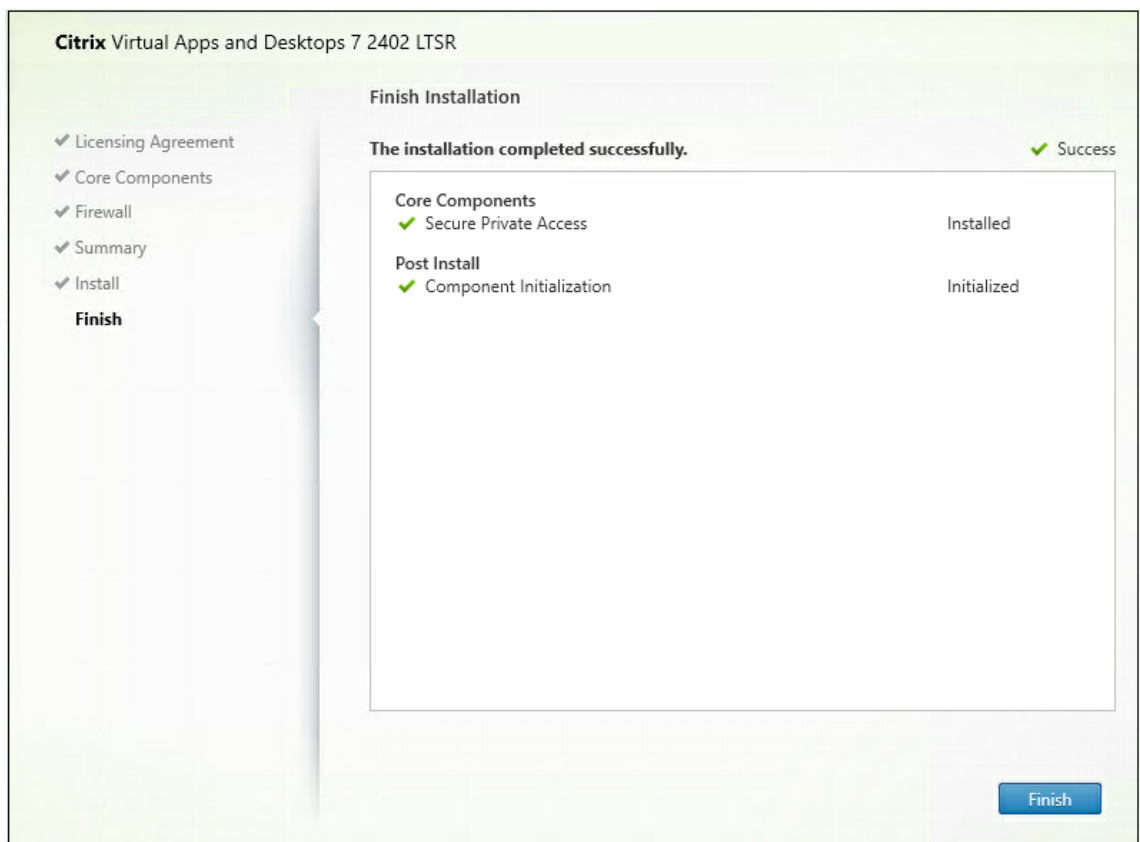 Citrix Virtual Apps and Desktops 7 2402 LTSR
Finish Installation
Licensing Agreement
Core Components
Firewall
Summary
Install
Finish
The installation completed successfully. Success
Core Components
Secure Private Access Installed
Post Install
Component Initialization Initialized
Finish